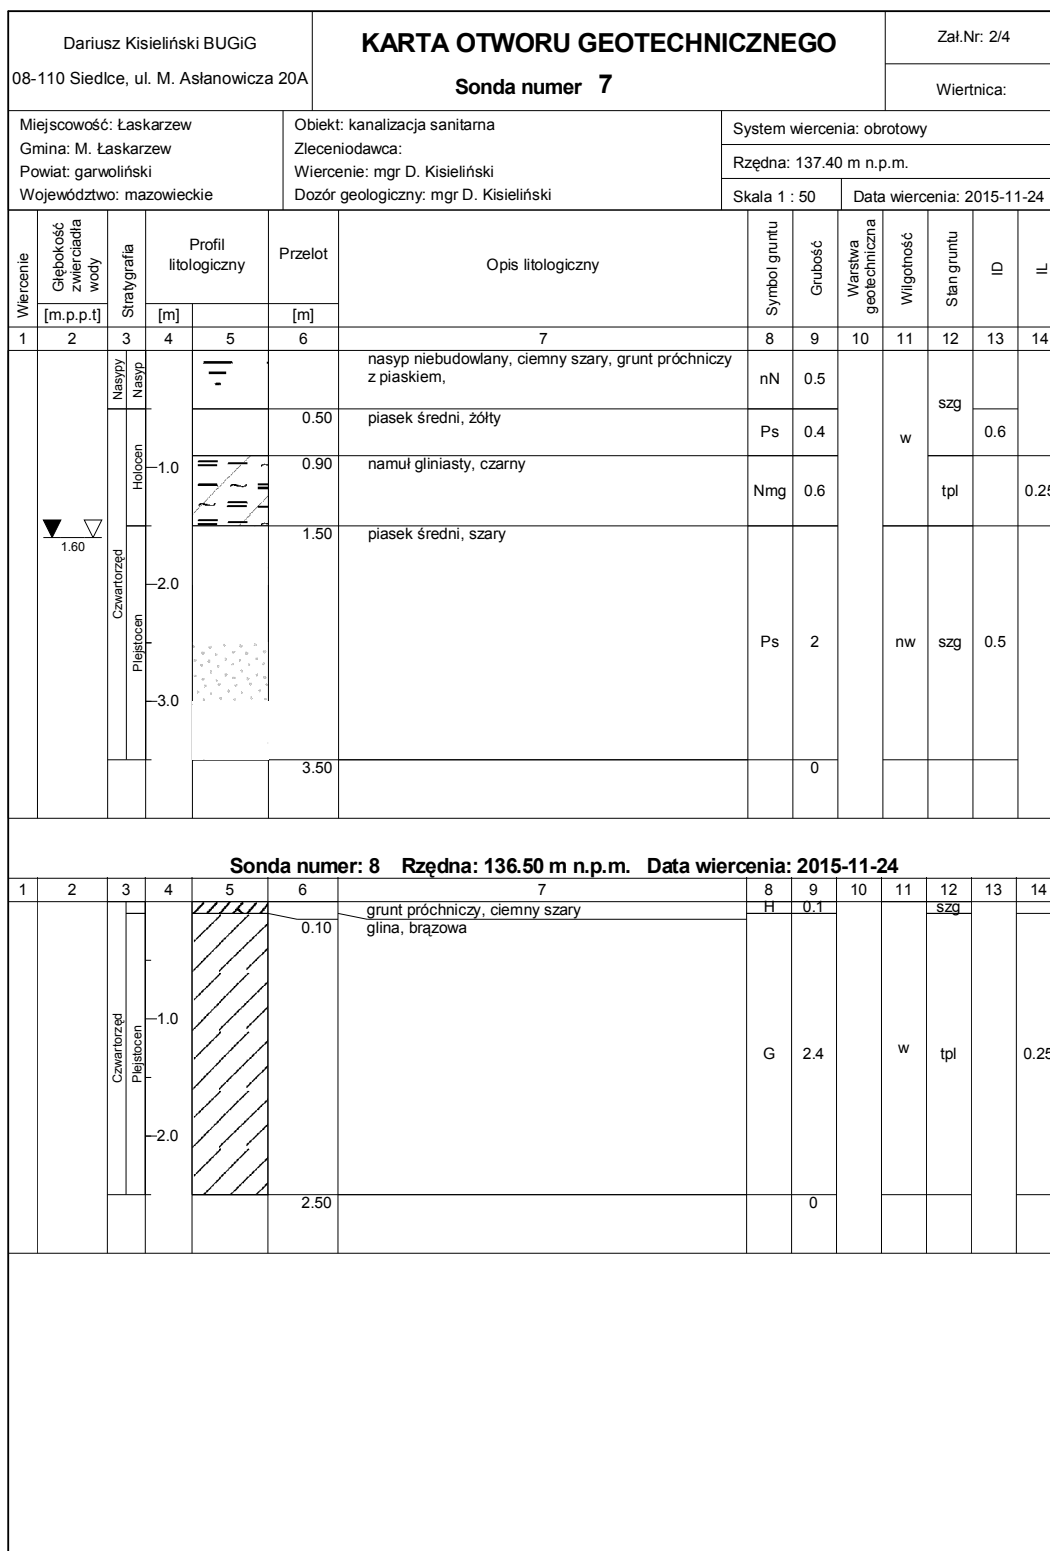 Dariusz Kisieliński BUGiG
08-110 Siedlce, ul. M. Asłanowicza 20A
KARTA OTWORU GEOTECHNICZNEGO
Sonda numer 7
Zał.Nr: 2/4
Wiertnica:
Miejscowość: Łaskarzew
Gmina: M. Łaskarzew
Powiat: garwoliński
Województwo: mazowieckie
Obiekt: kanalizacja sanitarna
Zleceniodawca:
Wiercenie: mgr D. Kisieliński
Dozór geologiczny: mgr D. Kisieliński
System wiercenia: obrotowy
Rzędna: 137.40 m n.p.m.
Skala 1 : 50
Data wiercenia: 2015-11-24
Wiercenie
Głębokość zwierciadła wody
[m.p.p.t]
Stratygrafia
Profil litologiczny
[m]
Przelot
[m]
Opis litologiczny
Symbol gruntu
Grubość
Warstwa geotechniczna
Wilgotność
Stan gruntu
ID
IL
1 2 3 4 5 6 7 8 9 10 11 12 13 14
Nasypy
Nasyp
nasyp niebudowlany, ciemny szary, grunt próchniczy
z piaskiem,
nN 0.5
szg
0.50 piasek średni, żółty
Ps 0.4 w 0.6
Holocen
-1.0
0.90 namuł gliniasty, czarny
Nmg 0.6 tpl 0.25
1.60
1.50 piasek średni, szary
Czwartorzęd
Plejstocen
-2.0
Ps 2 nw szg 0.5
-3.0
3.50 0
Sonda numer: 8 Rzędna: 136.50 m n.p.m. Data wiercenia: 2015-11-24
1 2 3 4 5 6 7 8 9 10 11 12 13 14
grunt próchniczy, ciemny szary H 0.1 szg
0.10 glina, brązowa
Czwartorzęd
Plejstocen
-1.0
G 2.4 w tpl 0.25
-2.0
2.50 0